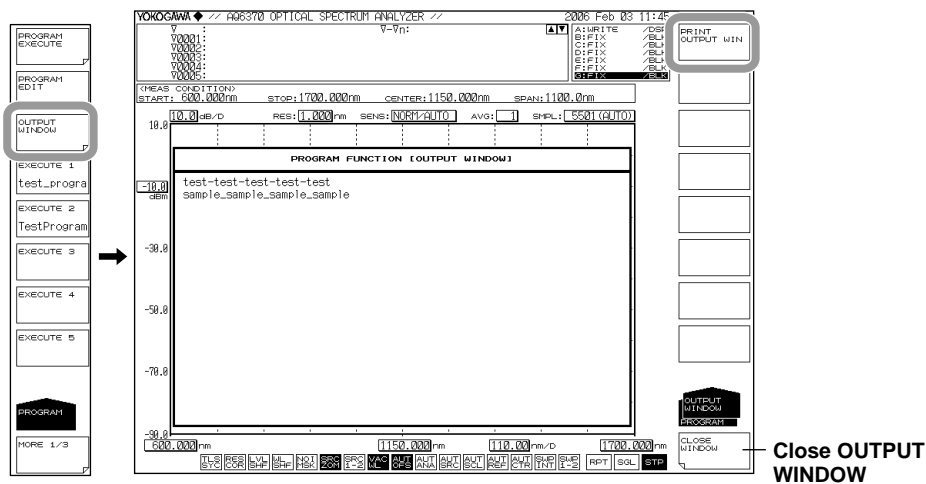 PROGRAM
EXECUTE
PROGRAM
EDIT
OUTPUT
WINDOW
EXECUTE 1
test_progra
EXECUTE 2
TestProgram
EXECUTE 3
EXECUTE 4
EXECUTE 5
PROGRAM
MORE 1/3
YOKOGAWA ◆ // AQ6370 OPTICAL SPECTRUM ANALYZER // 2006 Feb 03 11:45
∇ : ∇-∇n:
∇0001:
∇0002:
∇0003:
∇0004:
∇0005:
▲ ▼
A:WRITE /DSP
B:FIX /BLK
C:FIX /BLK
D:FIX /BLK
E:FIX /BLK
F:FIX /BLK
G:FIX /BLK
<MEAS CONDITION>
START: 600.000nm STOP:1700.000nm CENTER:1150.000nm SPAN:1100.0nm
10.0 dB/D RES: 1.000 nm SENS: NORM/AUTO AVG: 1 SMPL: 5501(AUTO)
10.0
PROGRAM FUNCTION [OUTPUT WINDOW]
test-test-test-test-test
sample_sample_sample_sample
-10.0
dBm
-30.0
-50.0
-70.0
-90.0
600.000 nm 1150.000 nm 110.00 nm/D 1700.000 nm
TLS SYC RES COR LVL SHF WL SHF NOI MSK SRC ZOM SRC 1-2 VAC WL AUT OFS AUT ANA AUT SRC AUT SCL AUT REF AUT CTR SWP INT SWP 1-2 RPT SGL STP
PRINT
OUTPUT WIN
OUTPUT
WINDOW
PROGRAM
CLOSE
WINDOW
Close OUTPUT
WINDOW